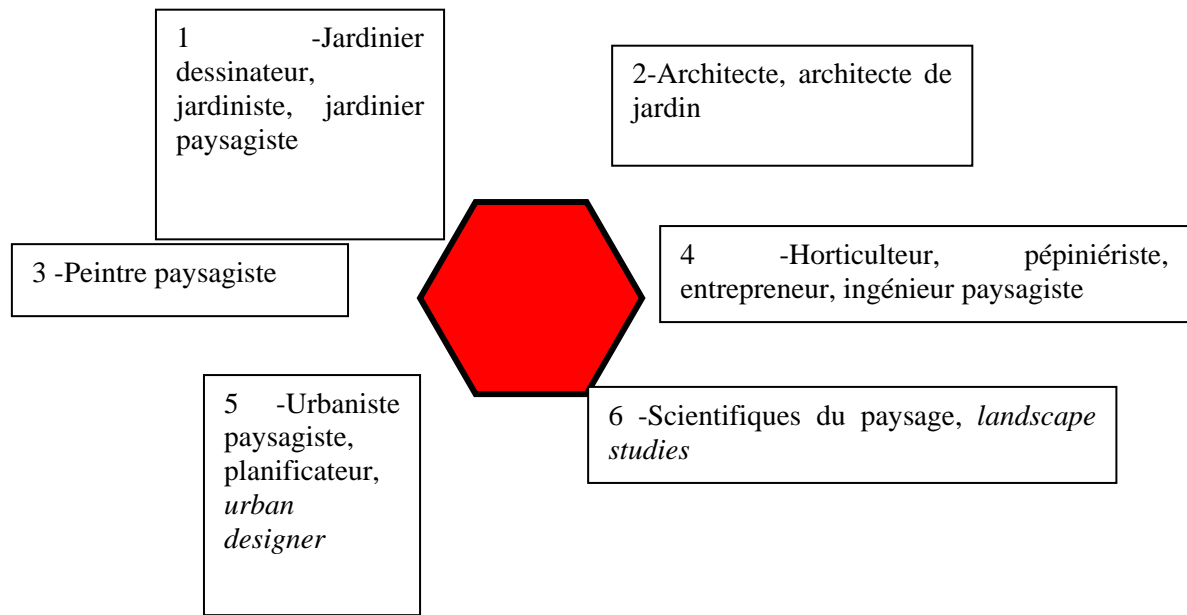 1 -Jardinier
dessinateur,
jardiniste, jardinier
paysagiste
2-Architecte, architecte de
jardin
3 -Peintre paysagiste
4 -Horticulteur, pépiniériste,
entrepreneur, ingénieur paysagiste
5 -Urbaniste
paysagiste,
planificateur,
urban
designer
6 -Scientifiques du paysage, landscape
studies